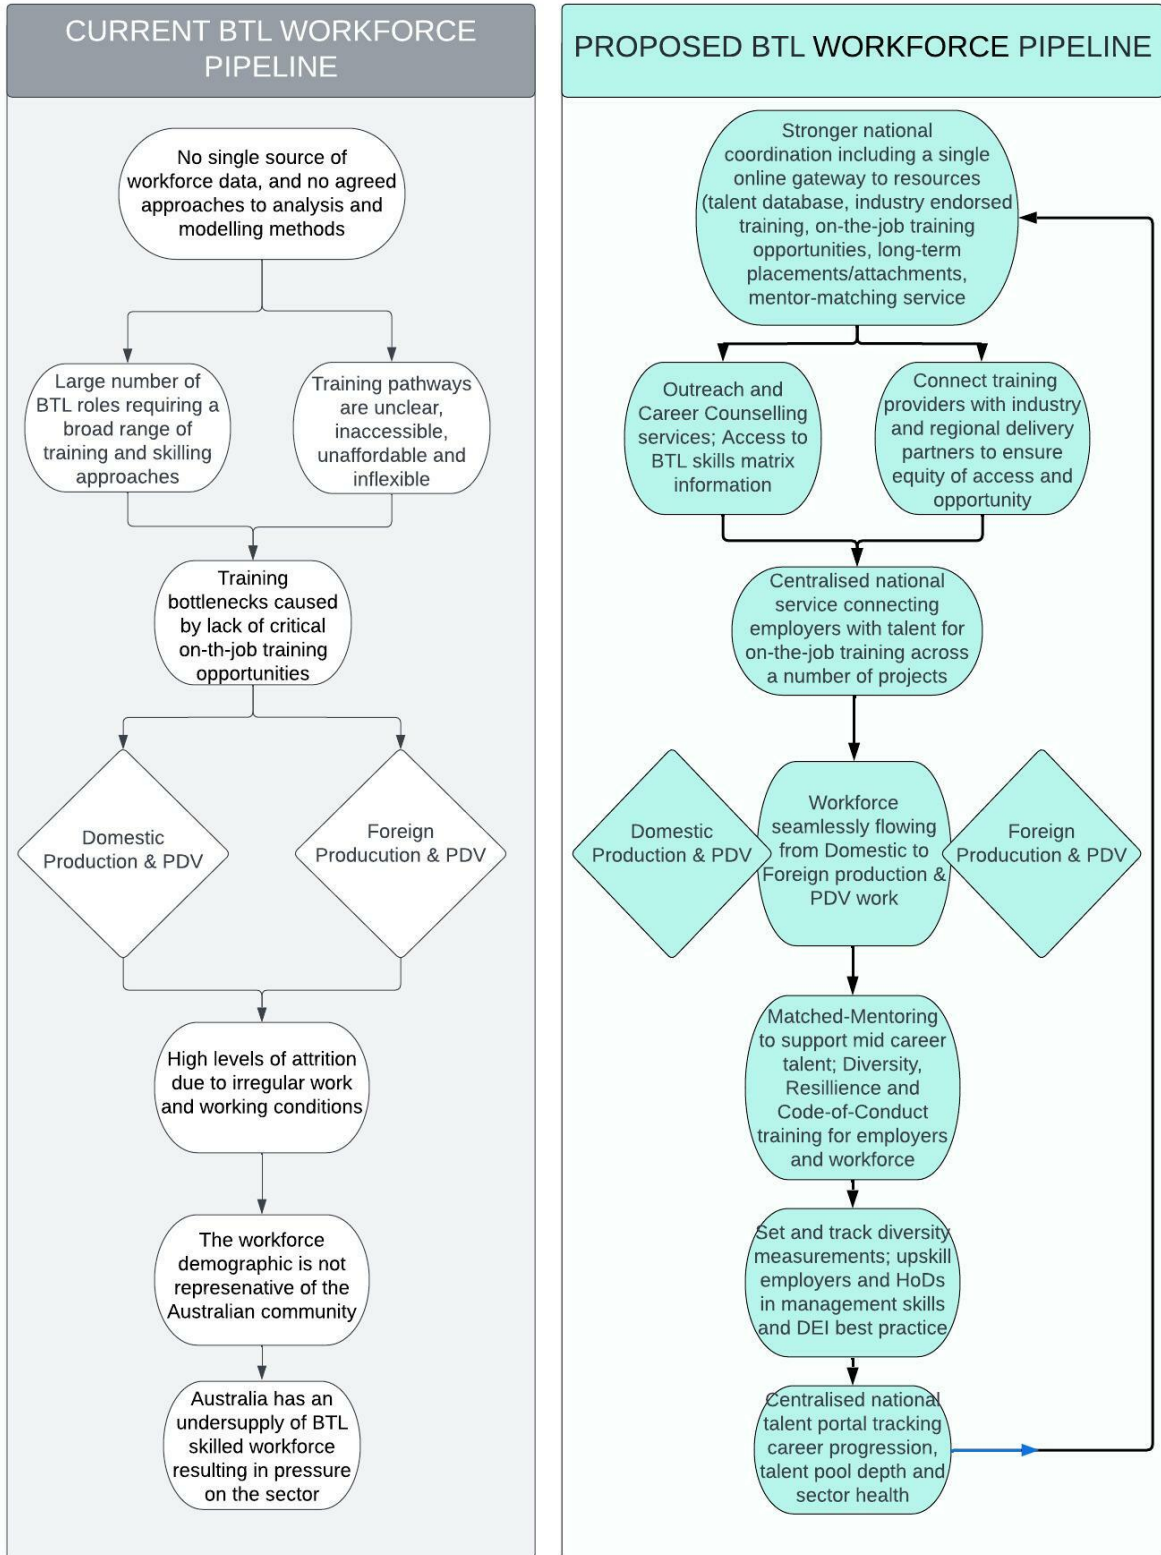 CURRENT BTL WORKFORCE
PIPELINE
No single source of
workforce data, and no agreed
approaches to analysis and
modelling methods
Large number of
BTL roles requiring a
broad range of
training and skilling
approaches
Training pathways
are unclear,
inaccessible,
unaffordable and
inflexible
Training
bottlenecks caused
by lack of critical
on-th-job training
opportunities
Domestic
Production & PDV
Foreign
Producution & PDV
High levels of attrition
due to irregular work
and working conditions
The workforce
demographic is not
represenative of the
Australian community
Australia has an
undersupply of BTL
skilled workforce
resulting in pressure
on the sector
PROPOSED BTL WORKFORCE PIPELINE
Stronger national
coordination including a single
online gateway to resources
(talent database, industry endorsed
training, on-the-job training
opportunities, long-term
placements/attachments,
mentor-matching service
Outreach and
Career Counselling
services; Access to
BTL skills matrix
information
Connect training
providers with industry
and regional delivery
partners to ensure
equity of access and
opportunity
Centralised national
service connecting
employers with talent for
on-the-job training across
a number of projects
Domestic
Production & PDV
Workforce
seamlessly flowing
from Domestic to
Foreign production &
PDV work
Foreign
Producution & PDV
Matched-Mentoring
to support mid career
talent; Diversity,
Resillience and
Code-of-Conduct
training for employers
and workforce
Set and track diversity
measurements; upskill
employers and HoDs
in management skills
and DEI best practice
Centralised national
talent portal tracking
career progression,
talent pool depth and
sector health